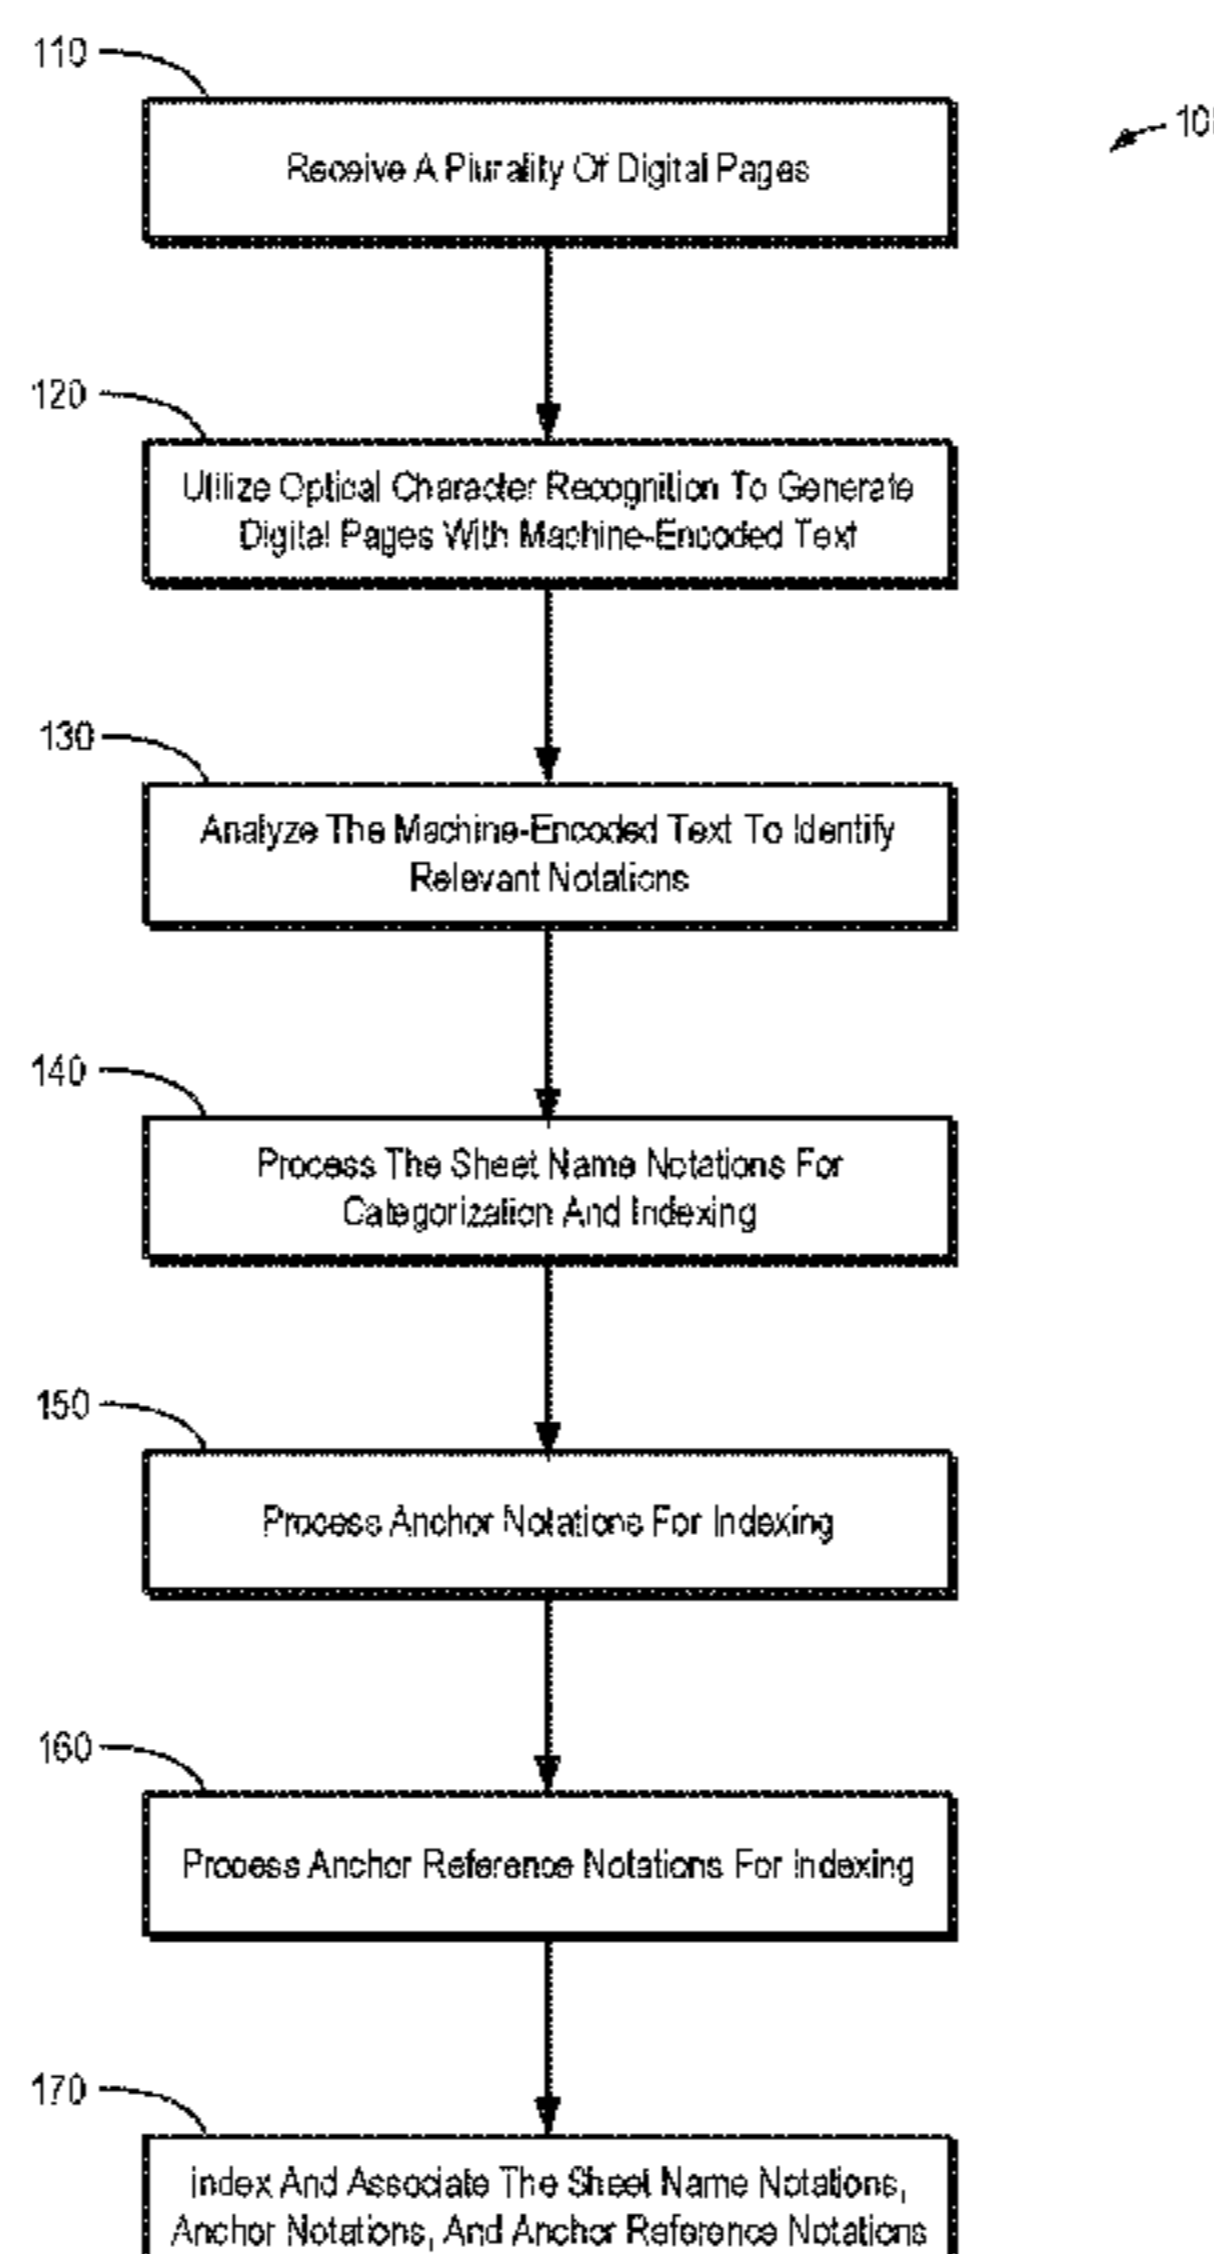 110
Receive A Plurality Of Digital Pages
120
Utilize Optical Character Recognition To Generate
Digital Pages With Machine-Encoded Text
130
Analyze The Machine-Encoded Text To Identify
Relevant Notations
140
Process The Sheet Name Notations For
Categorization And Indexing
150
Process Anchor Notations For Indexing
160
Process Anchor Reference Notations For Indexing
170
Index And Associate The Sheet Name Notations,
Anchor Notations, And Anchor Reference Notations